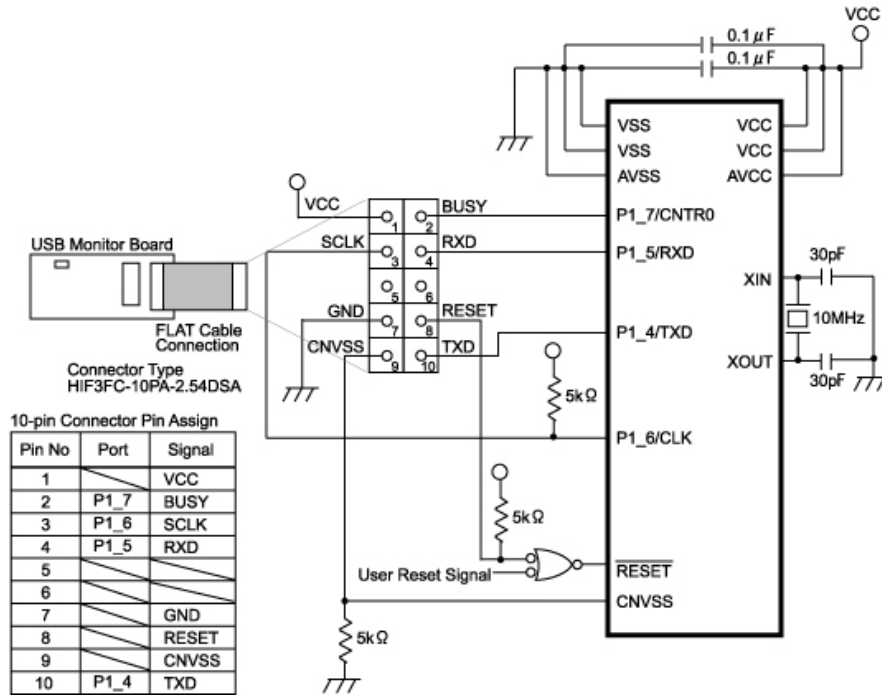 VCC
0.1μF
0.1μF
VSS VCC
VSS VCC
AVSS AVCC
VCC
BUSY
P1_7/CNTR0
1 2
USB Monitor Board
SCLK
RXD
P1_5/RXD
3 4
30pF
XIN
5 6
10MHz
GND
RESET
7 8
FLAT Cable
Connection
P1_4/TXD
CNVSS
TXD
XOUT
9 10
30pF
Connector Type
HIF3FC-10PA-2.54DSA
5kΩ
10-pin Connector Pin Assign
P1_6/CLK
Pin No Port Signal
1 VCC
2 P1_7 BUSY
3 P1_6 SCLK
4 P1_5 RXD
5
6
7 GND
8 RESET
9 CNVSS
10 P1_4 TXD
5kΩ
User Reset Signal
RESET
CNVSS
5kΩ